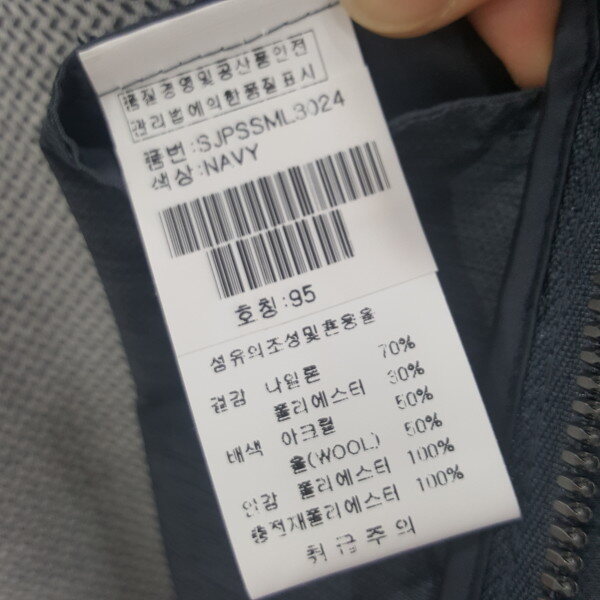 품질경영및공산품안전
관리법에의한품질표시
품번:SJPSSML3024
색상:NAVY
호칭:95
섬유의조성및혼용율
겉감 나일론 70%
폴리에스터 30%
배색 아크릴 50%
울(WOOL) 50%
안감 폴리에스터 100%
충전재폴리에스터 100%
취급주의